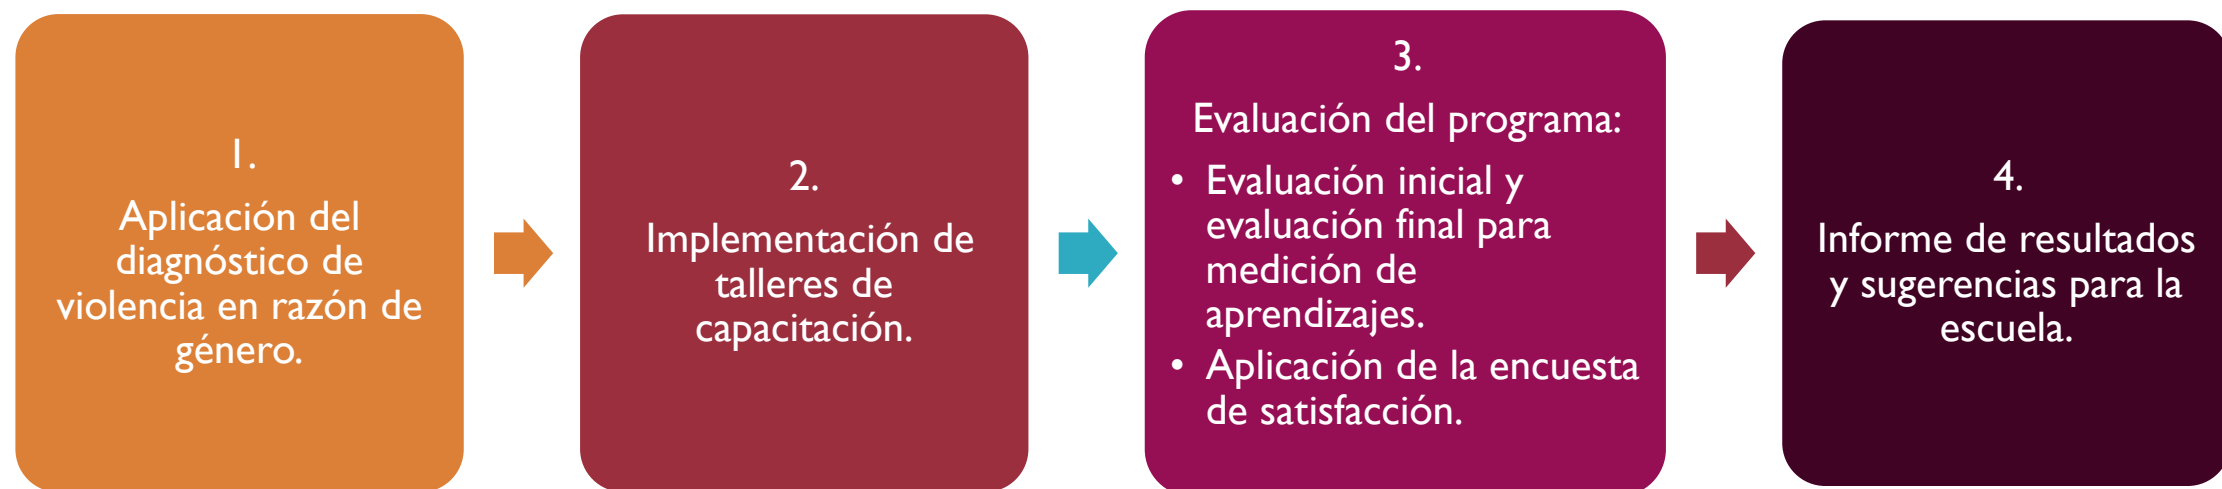 1.
Aplicación del
diagnóstico de
violencia en razón de
género.
2.
Implementación de
talleres de
capacitación.
3.
Evaluación del programa:
• Evaluación inicial y
evaluación final para
medición de
aprendizajes.
• Aplicación de la encuesta
de satisfacción.
4.
Informe de resultados
y sugerencias para la
escuela.